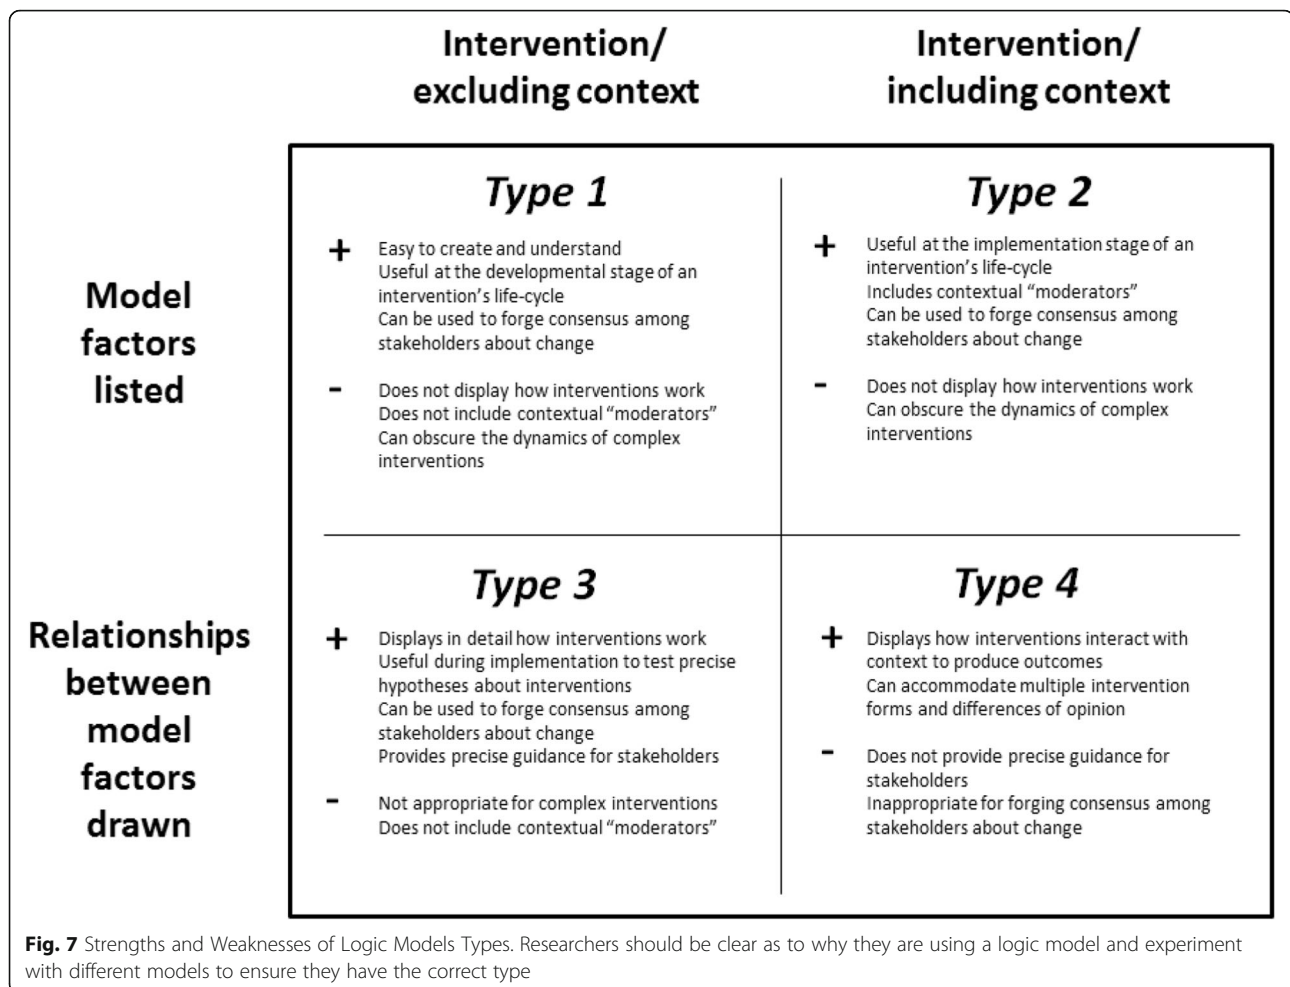 Intervention/
excluding context
Intervention/
including context
Model
factors
listed
Type 1
+ Easy to create and understand
Useful at the developmental stage of an
intervention's life-cycle
Can be used to forge consensus among
stakeholders about change
- Does not display how interventions work
Does not include contextual “moderators”
Can obscure the dynamics of complex
interventions
Type 2
+ Useful at the implementation stage of an
intervention's life-cycle
Includes contextual “moderators”
Can be used to forge consensus among
stakeholders about change
- Does not display how interventions work
Can obscure the dynamics of complex
interventions
Relationships
between
model
factors
drawn
Type 3
+ Displays in detail how interventions work
Useful during implementation to test precise
hypotheses about interventions
Can be used to forge consensus among
stakeholders about change
Provides precise guidance for stakeholders
- Not appropriate for complex interventions
Does not include contextual “moderators”
Type 4
+ Displays how interventions interact with
context to produce outcomes
Can accommodate multiple intervention
forms and differences of opinion
- Does not provide precise guidance for
stakeholders
Inappropriate for forging consensus among
stakeholders about change
Fig. 7 Strengths and Weaknesses of Logic Models Types. Researchers should be clear as to why they are using a logic model and experiment
with different models to ensure they have the correct type